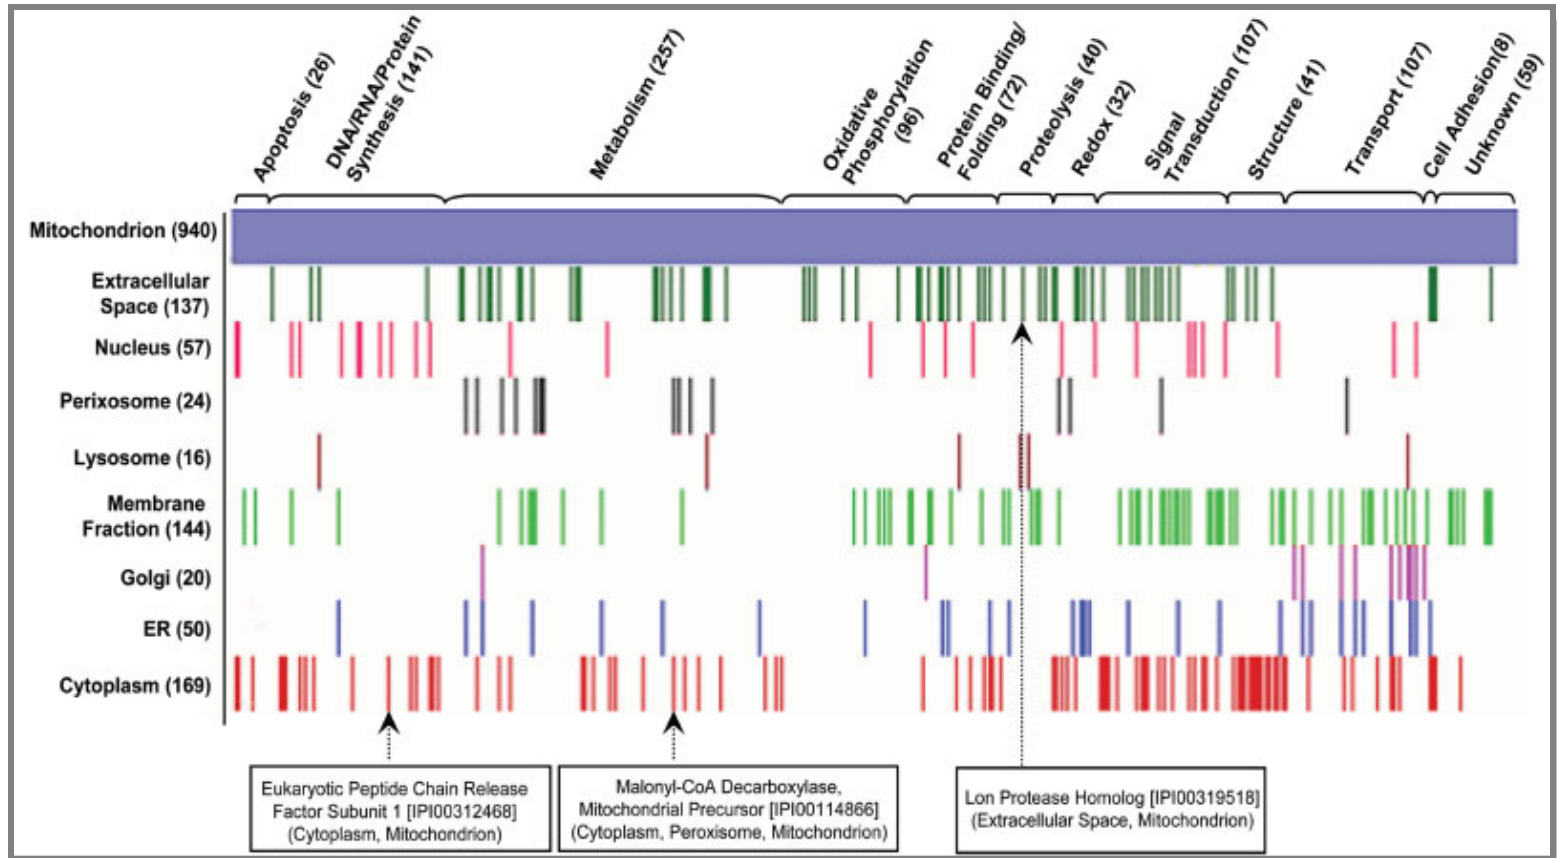 Apoptosis (26)
DNA/RNA/Protein
Synthesis (141)
Metabolism (257)
Oxidative
Phosphorylation
(96)
Protein Binding/
Folding (72)
Proteolysis (40)
Redox (32)
Signal
Transduction (107)
Structure (41)
Transport (107)
Cell Adhesion(8)
Unknown (59)
Mitochondrion (940)
Extracellular
Space (137)
Nucleus (57)
Perixosome (24)
Lysosome (16)
Membrane
Fraction (144)
Golgi (20)
ER (50)
Cytoplasm (169)
Eukaryotic Peptide Chain Release
Factor Subunit 1 [IPI00312468]
(Cytoplasm, Mitochondrion)
Malonyl-CoA Decarboxylase,
Mitochondrial Precursor [IPI00114866]
(Cytoplasm, Peroxisome, Mitochondrion)
Lon Protease Homolog [IPI00319518]
(Extracellular Space, Mitochondrion)